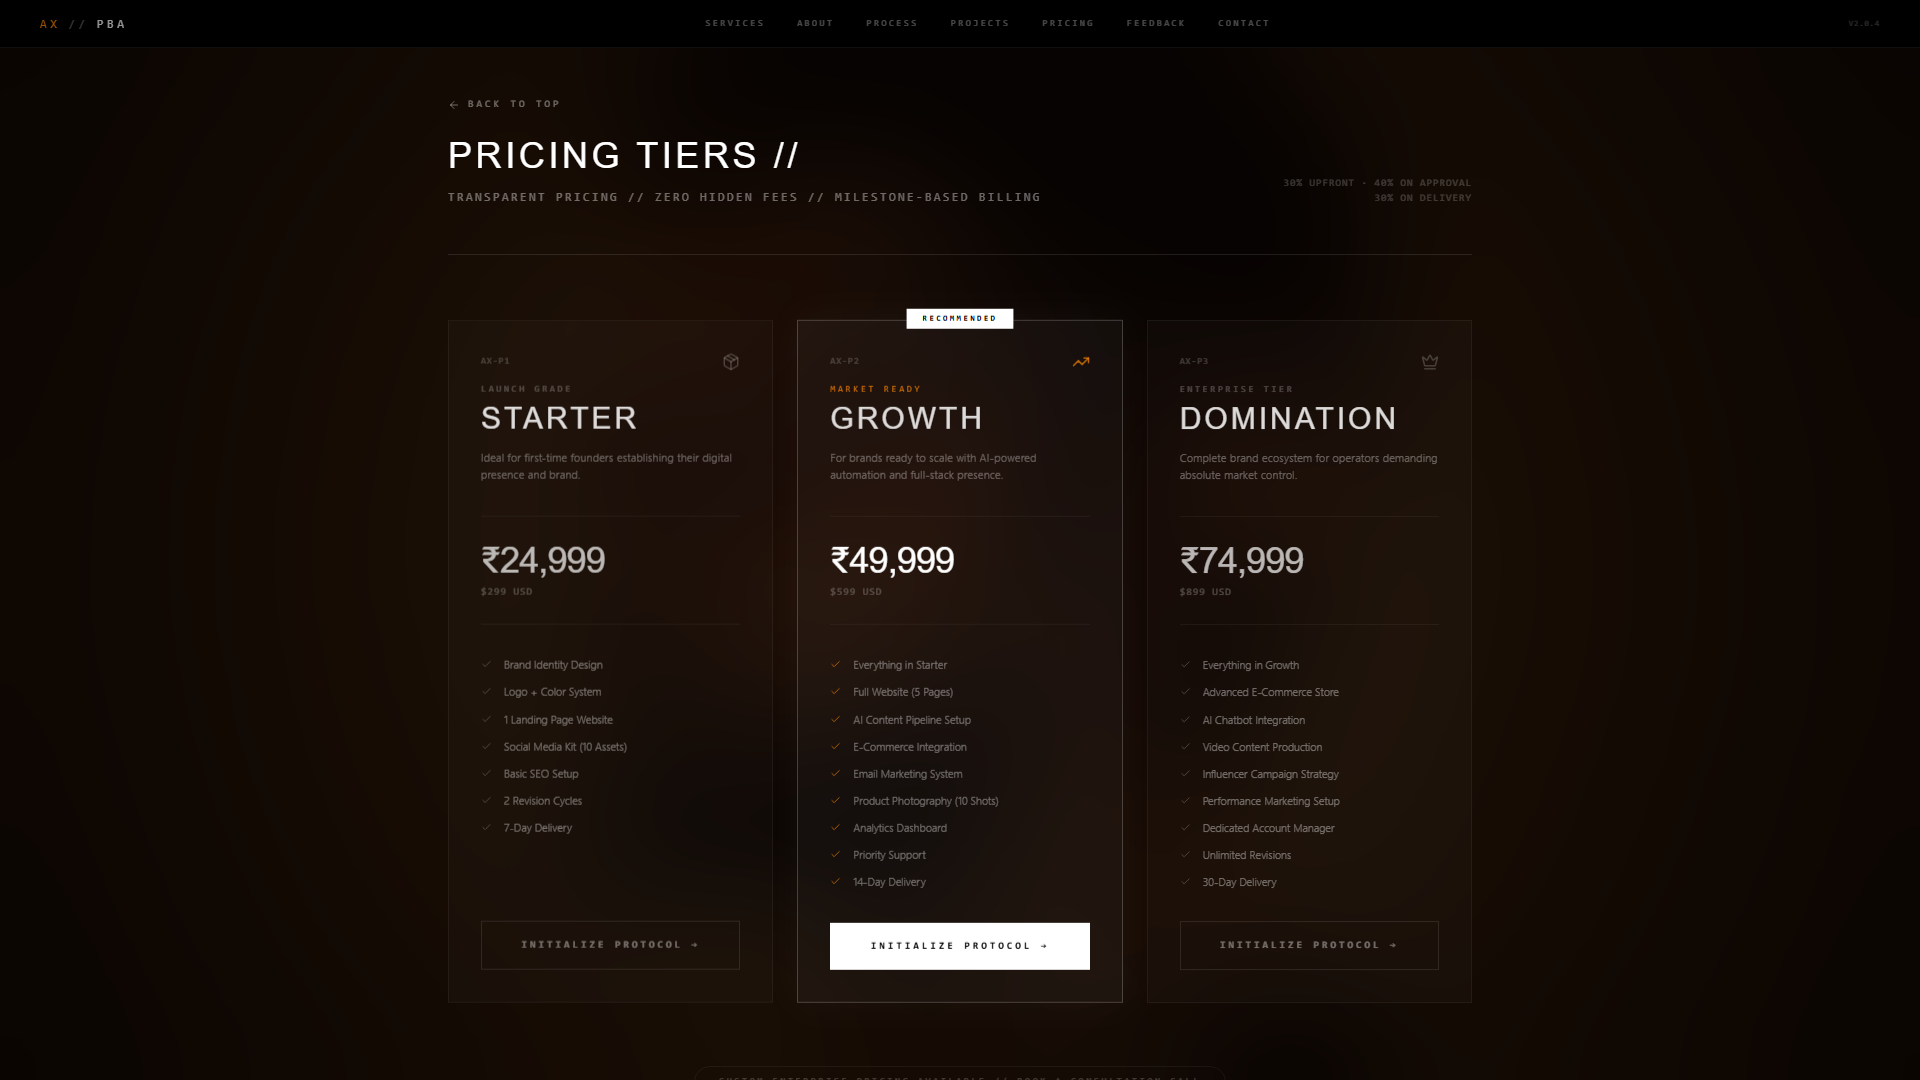 AX // PBA
SERVICES ABOUT PROCESS PROJECTS PRICING FEEDBACK CONTACT
V2.0.4
← BACK TO TOP
PRICING TIERS //
TRANSPARENT PRICING // ZERO HIDDEN FEES // MILESTONE-BASED BILLING
30% UPFRONT · 40% ON APPROVAL
30% ON DELIVERY
AX-P1
LAUNCH GRADE
STARTER
Ideal for first-time founders establishing their digital
presence and brand.
₹24,999
$299 USD
Brand Identity Design
Logo + Color System
1 Landing Page Website
Social Media Kit (10 Assets)
Basic SEO Setup
2 Revision Cycles
7-Day Delivery
INITIALIZE PROTOCOL →
RECOMMENDED
AX-P2
MARKET READY
GROWTH
For brands ready to scale with AI-powered
automation and full-stack presence.
₹49,999
$599 USD
Everything in Starter
Full Website (5 Pages)
AI Content Pipeline Setup
E-Commerce Integration
Email Marketing System
Product Photography (10 Shots)
Analytics Dashboard
Priority Support
14-Day Delivery
INITIALIZE PROTOCOL →
AX-P3
ENTERPRISE TIER
DOMINATION
Complete brand ecosystem for operators demanding
absolute market control.
₹74,999
$899 USD
Everything in Growth
Advanced E-Commerce Store
AI Chatbot Integration
Video Content Production
Influencer Campaign Strategy
Performance Marketing Setup
Dedicated Account Manager
Unlimited Revisions
30-Day Delivery
INITIALIZE PROTOCOL →